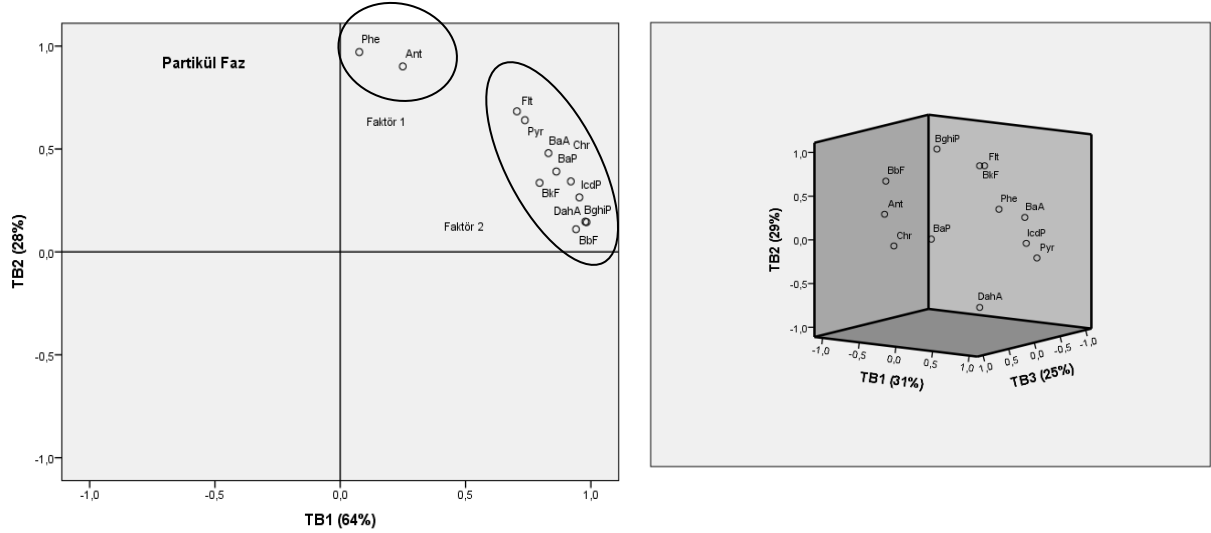 Partikül Faz
1,0
0,5
0,0
-0,5
-1,0
TB2 (28%)
Phe
Ant
Faktör 1
Flt
Pyr
BaA Chr
BaP
BkF
IcdP
DahA BghiP
BbF
Faktör 2
-1,0 -0,5 0,0 0,5 1,0
TB1 (64%)
TB2 (29%)
1,0
0,5
0,0
-0,5
-1,0
BghiP
Flt
BkF
BbF
Phe
BaA
Ant
Chr
BaP
IcdP
Pyr
DahA
-1,0 -0,5 0,0 0,5 1,0
1,0 0,5 0,0 -0,5 -1,0
TB1 (31%)
TB3 (25%)